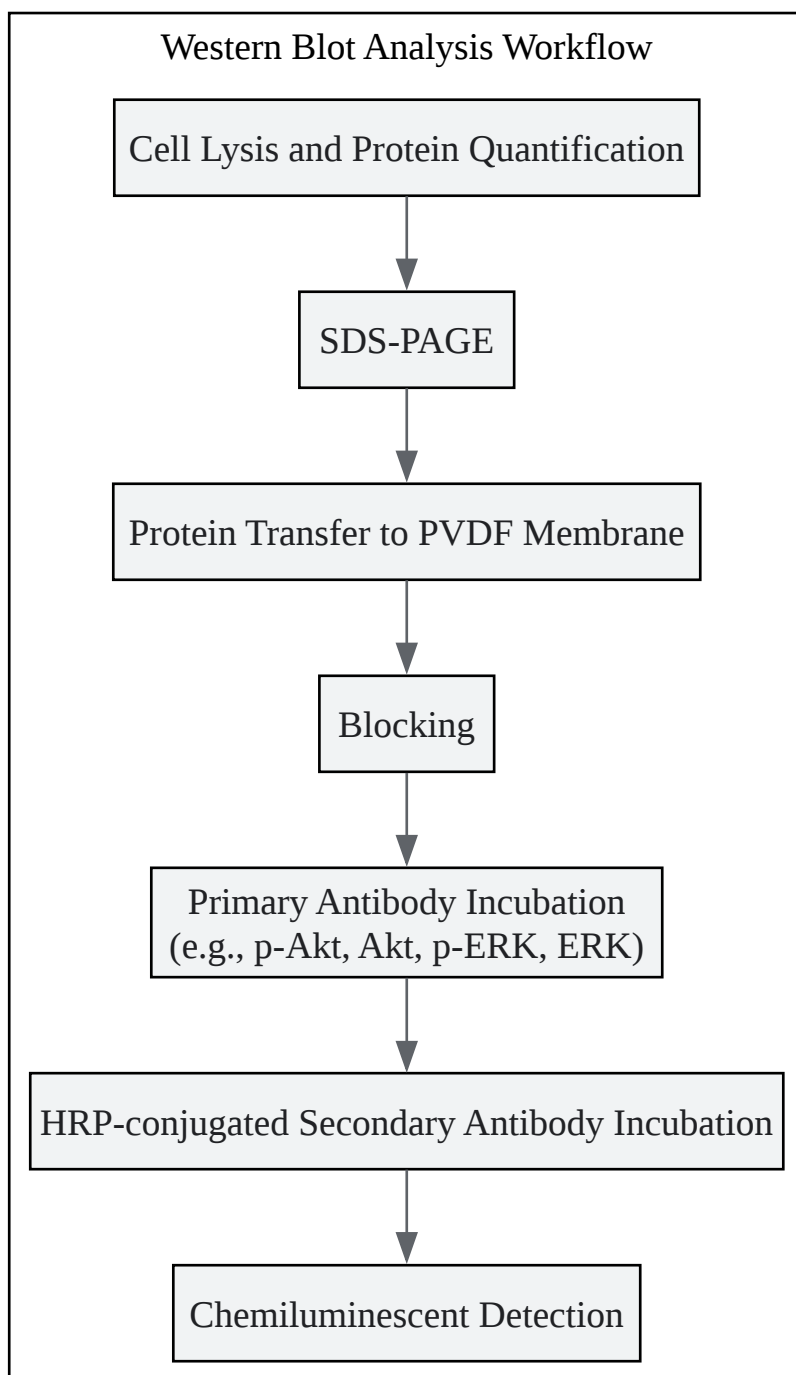 Western Blot Analysis Workflow
Cell Lysis and Protein Quantification
SDS-PAGE
Protein Transfer to PVDF Membrane
Blocking
Primary Antibody Incubation
(e.g., p-Akt, Akt, p-ERK, ERK)
HRP-conjugated Secondary Antibody Incubation
Chemiluminescent Detection